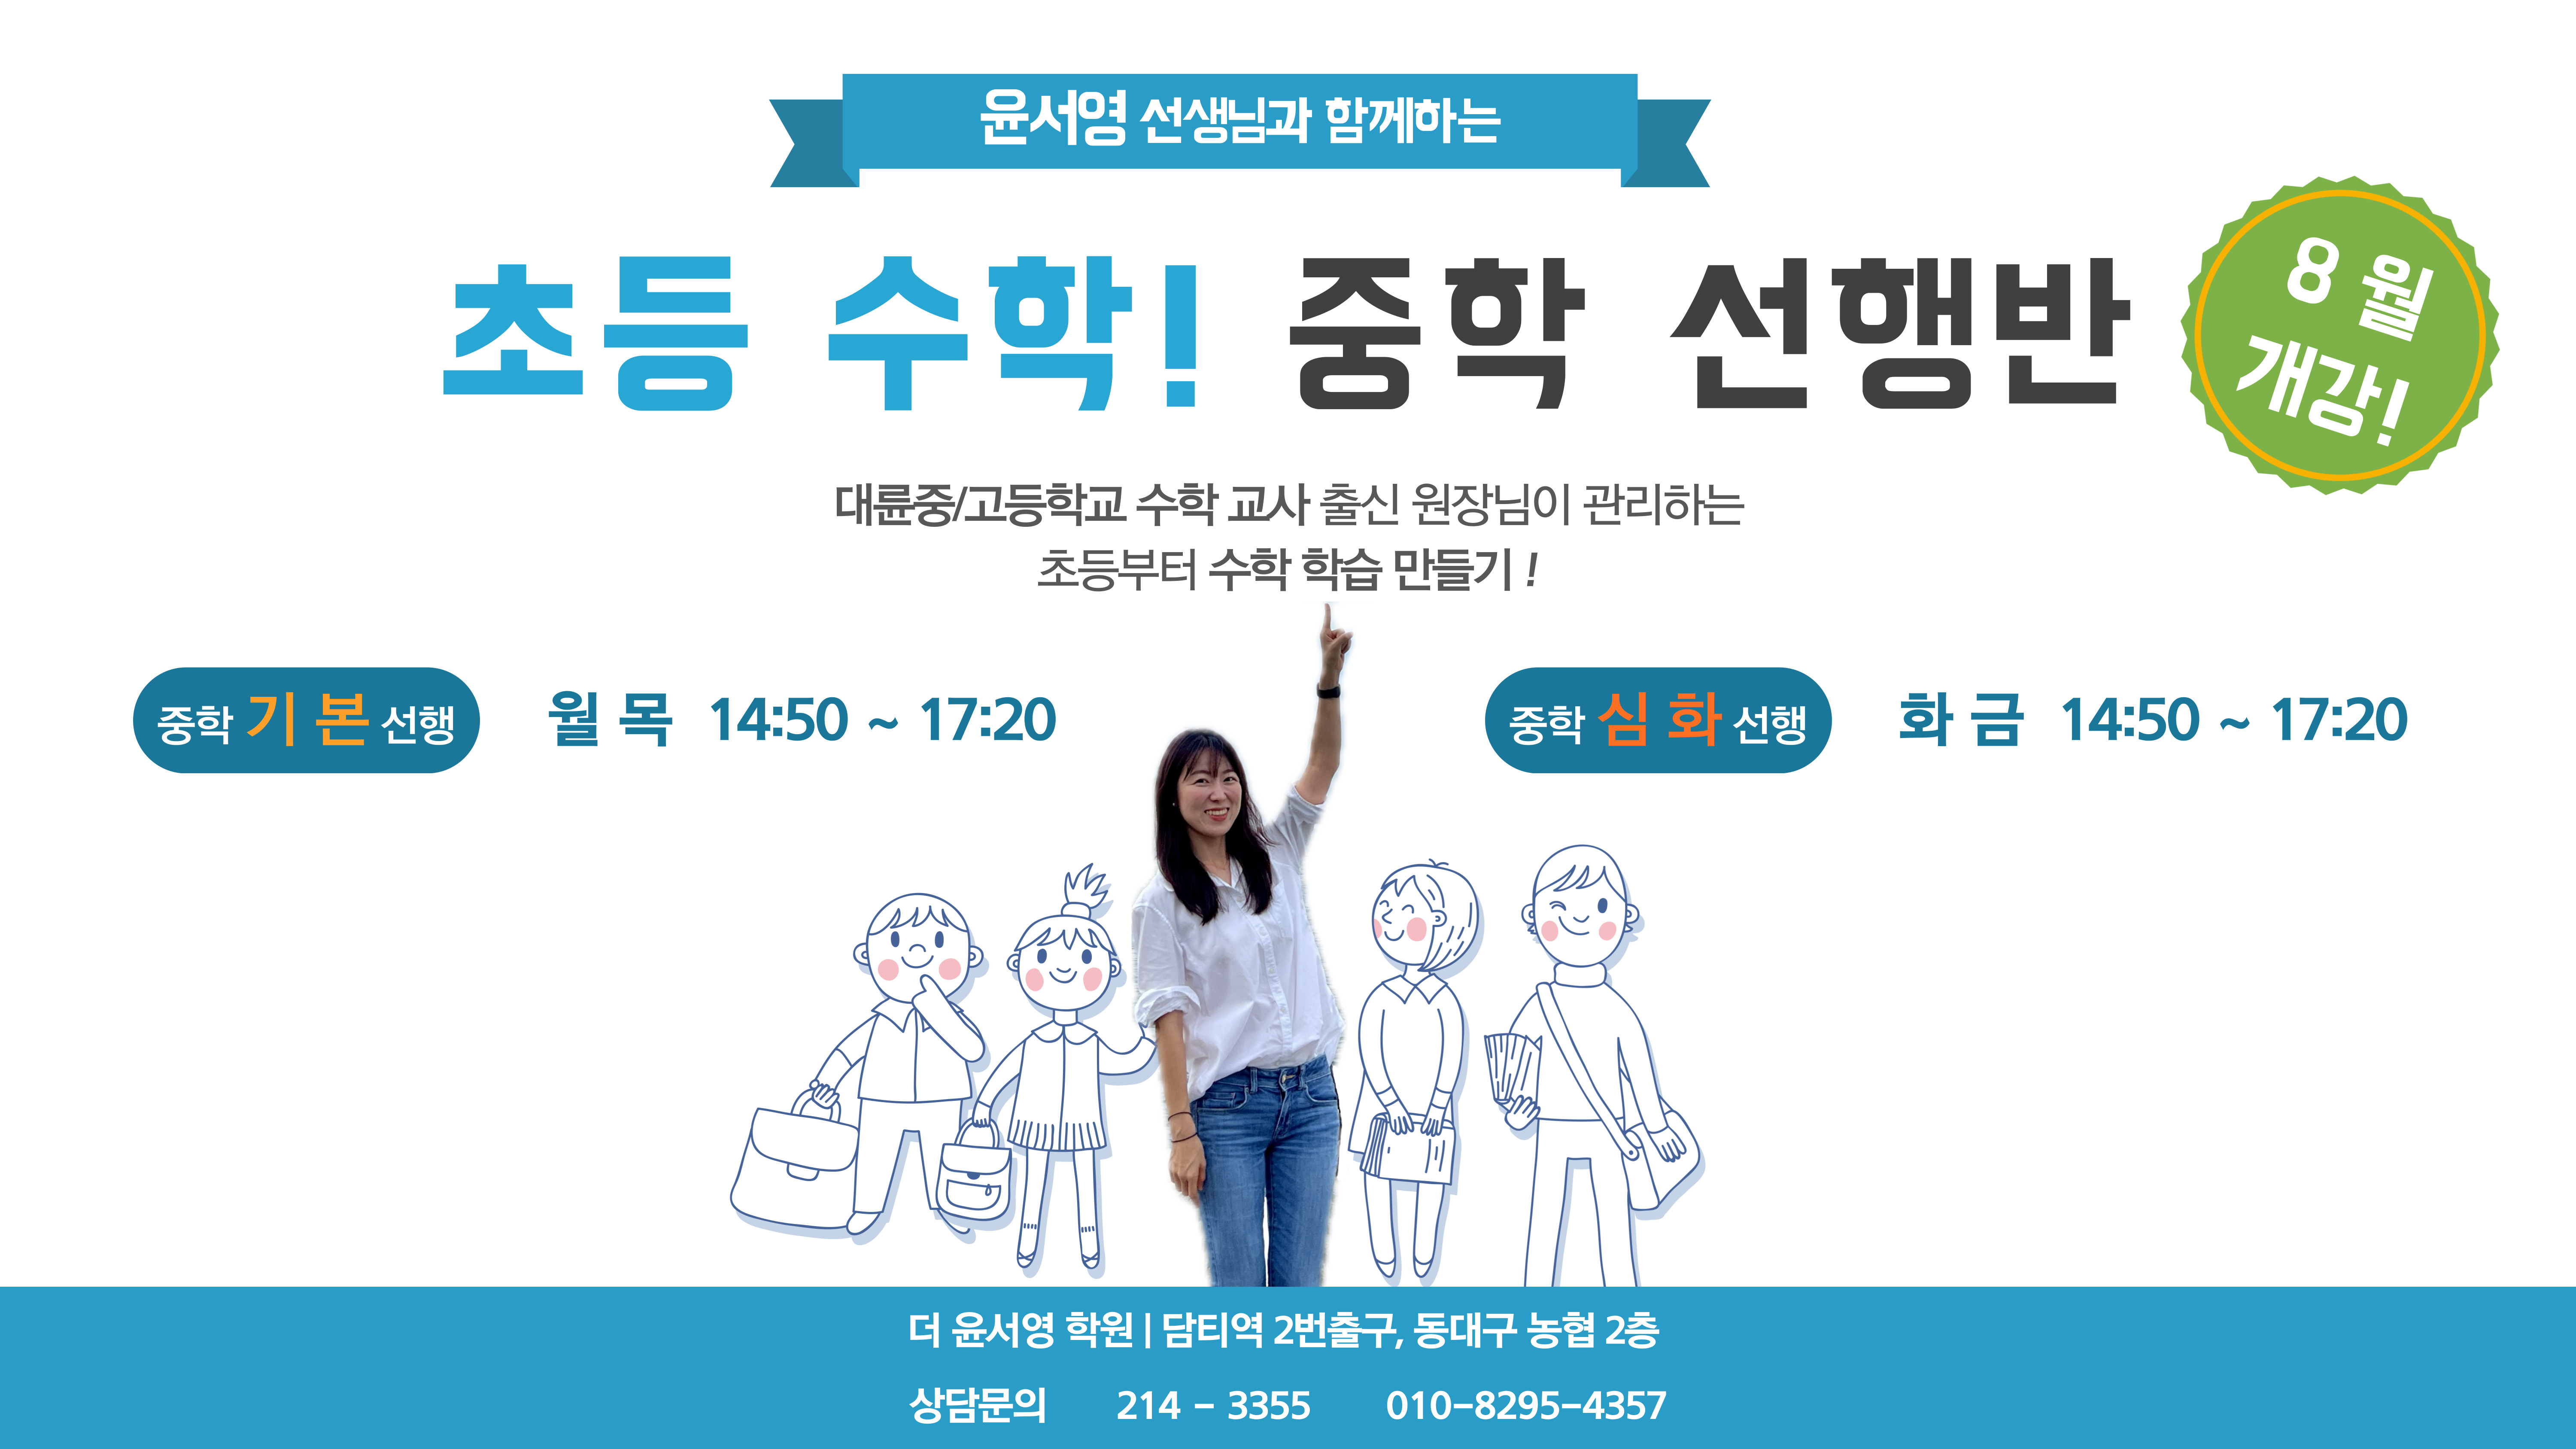 윤서영 선생님과 함께하는
초등 수학! 중학 선행반
8월
개강!
대륜중/고등학교 수학 교사 출신 원장님이 관리하는
초등부터 수학 학습 만들기 !
중학 기 본 선행 월 목 14:50 ~ 17:20
중학 심 화 선행 화 금 14:50 ~ 17:20
더 윤서영 학원 | 담티역 2번출구, 동대구 농협 2층
상담문의 214 - 3355 010-8295-4357